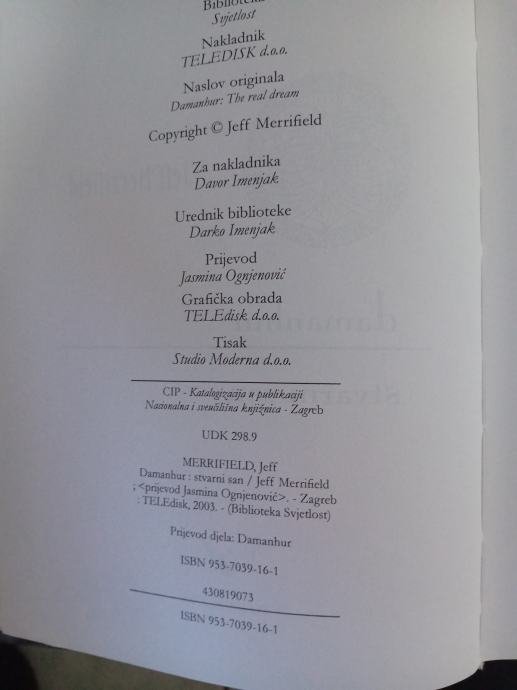 Biblioteka
Svjetlost
Nakladnik
TELEDISK d.o.o.
Naslov originala
Damanhur: The real dream
Copyright © Jeff Merrifield
Za nakladnika
Davor Imenjak
Urednik biblioteke
Darko Imenjak
Prijevod
Jasmina Ognjenović
Grafička obrada
TELEdisk d.o.o.
Tisak
Studio Moderna d.o.o.
CIP - Katalogizacija u publikaciji
Nacionalna i sveučilišna knjižnica - Zagreb
UDK 298.9
MERRIFIELD, Jeff
Damanhur : stvarni san / Jeff Merrifield
; <prijevod Jasmina Ognjenović>. - Zagreb
: TELEdisk, 2003. - (Biblioteka Svjetlost)
Prijevod djela: Damanhur
ISBN 953-7039-16-1
430819073
ISBN 953-7039-16-1